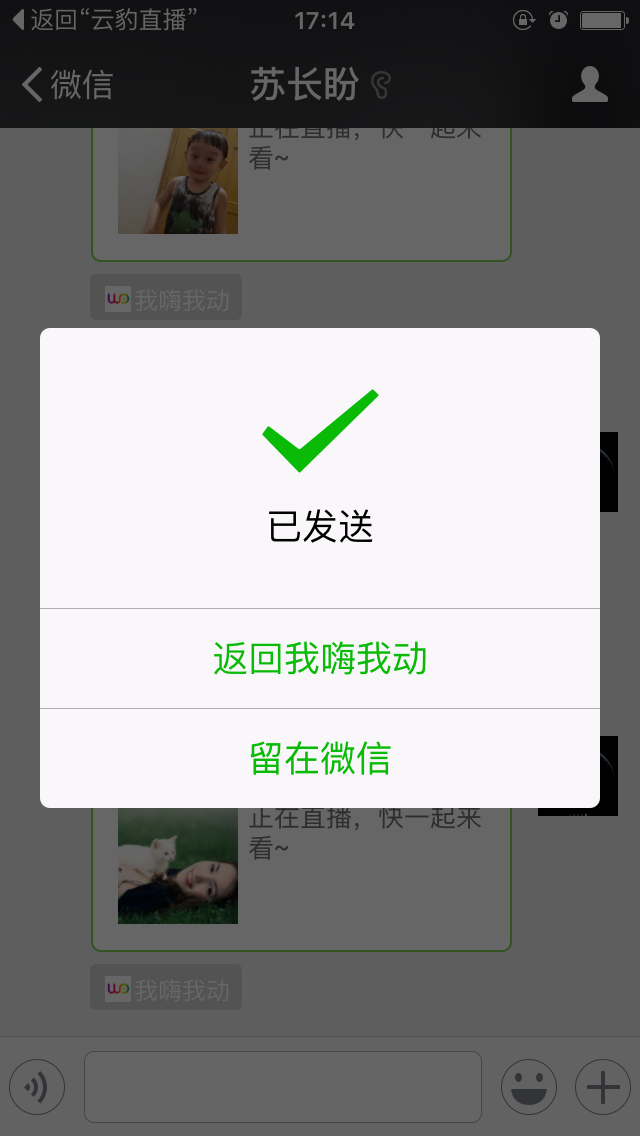 返回“云豹直播”
17:14
微信
苏长盼
正在直播，快一起来
看~
我嗨我动
已发送
返回我嗨我动
留在微信
正在直播，快一起来
看~
我嗨我动